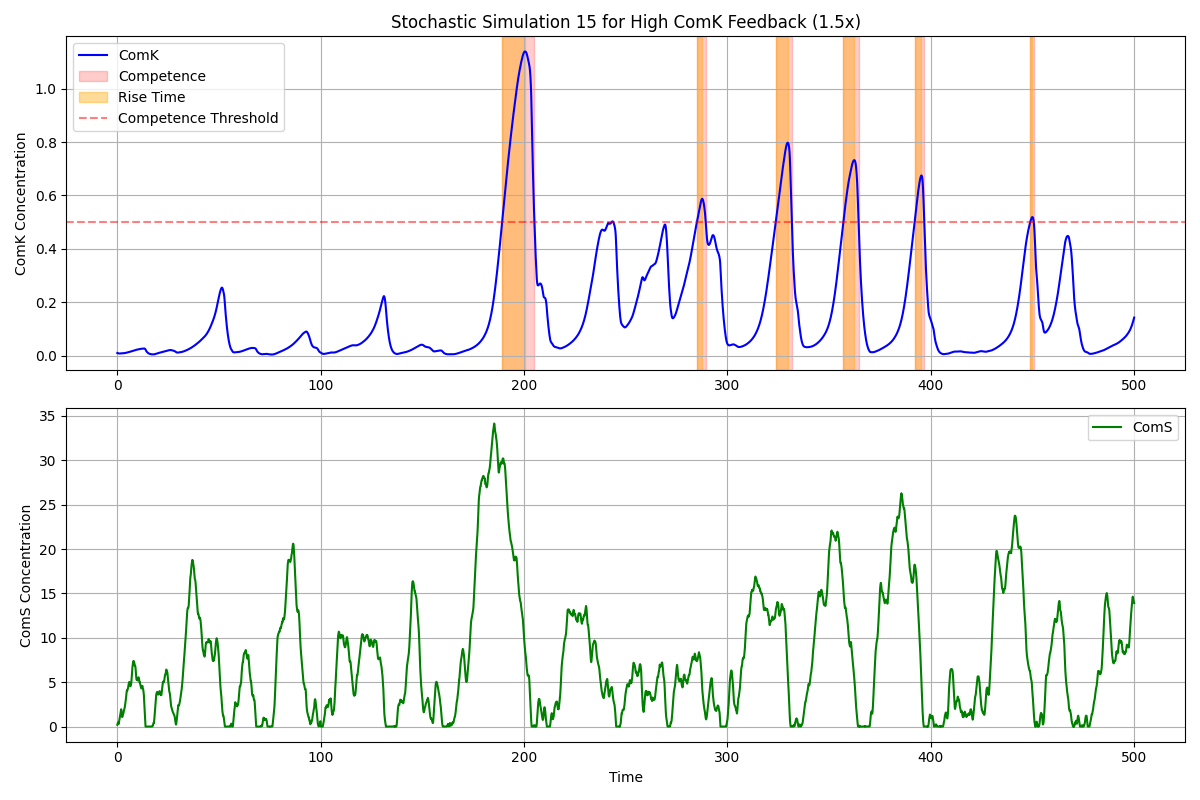 Stochastic Simulation 15 for High ComK Feedback (1.5x)
ComK
Competence
Rise Time
Competence Threshold
ComK Concentration
1.0
0.8
0.6
0.4
0.2
0.0
0 100 200 300 400 500
ComS
ComS Concentration
35
30
25
20
15
10
5
0
0 100 200 300 400 500
Time